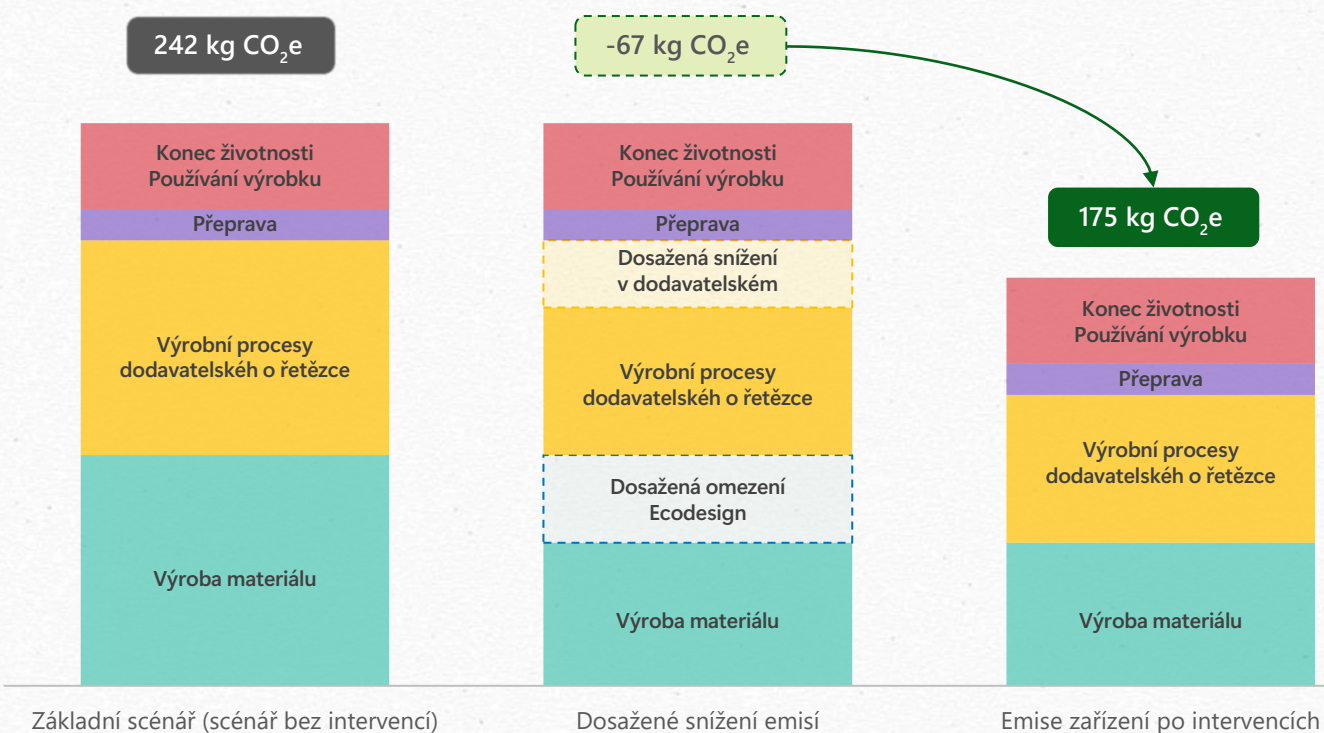 242 kg CO₂e
Konec životnosti
Používání výrobku
Přeprava
Výrobní procesy
dodavatelskéh o řetězce
Výroba materiálu
Základní scénář (scénář bez intervencí)
-67 kg CO₂e
Konec životnosti
Používání výrobku
Přeprava
Dosažená snížení
v dodavatelském
Výrobní procesy
dodavatelskéh o řetězce
Dosažená omezení
Ecodesign
Výroba materiálu
Dosažené snížení emisí
175 kg CO₂e
Konec životnosti
Používání výrobku
Přeprava
Výrobní procesy
dodavatelskéh o řetězce
Výroba materiálu
Emise zařízení po intervencích